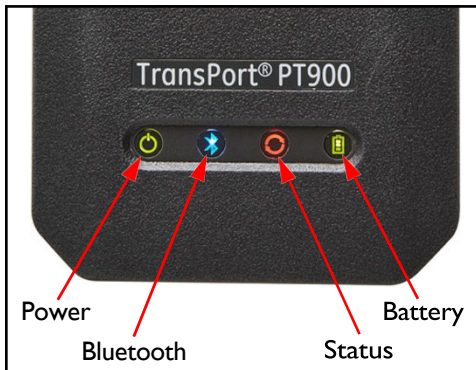 TransPort® PT900
Power
Battery
Bluetooth
Status